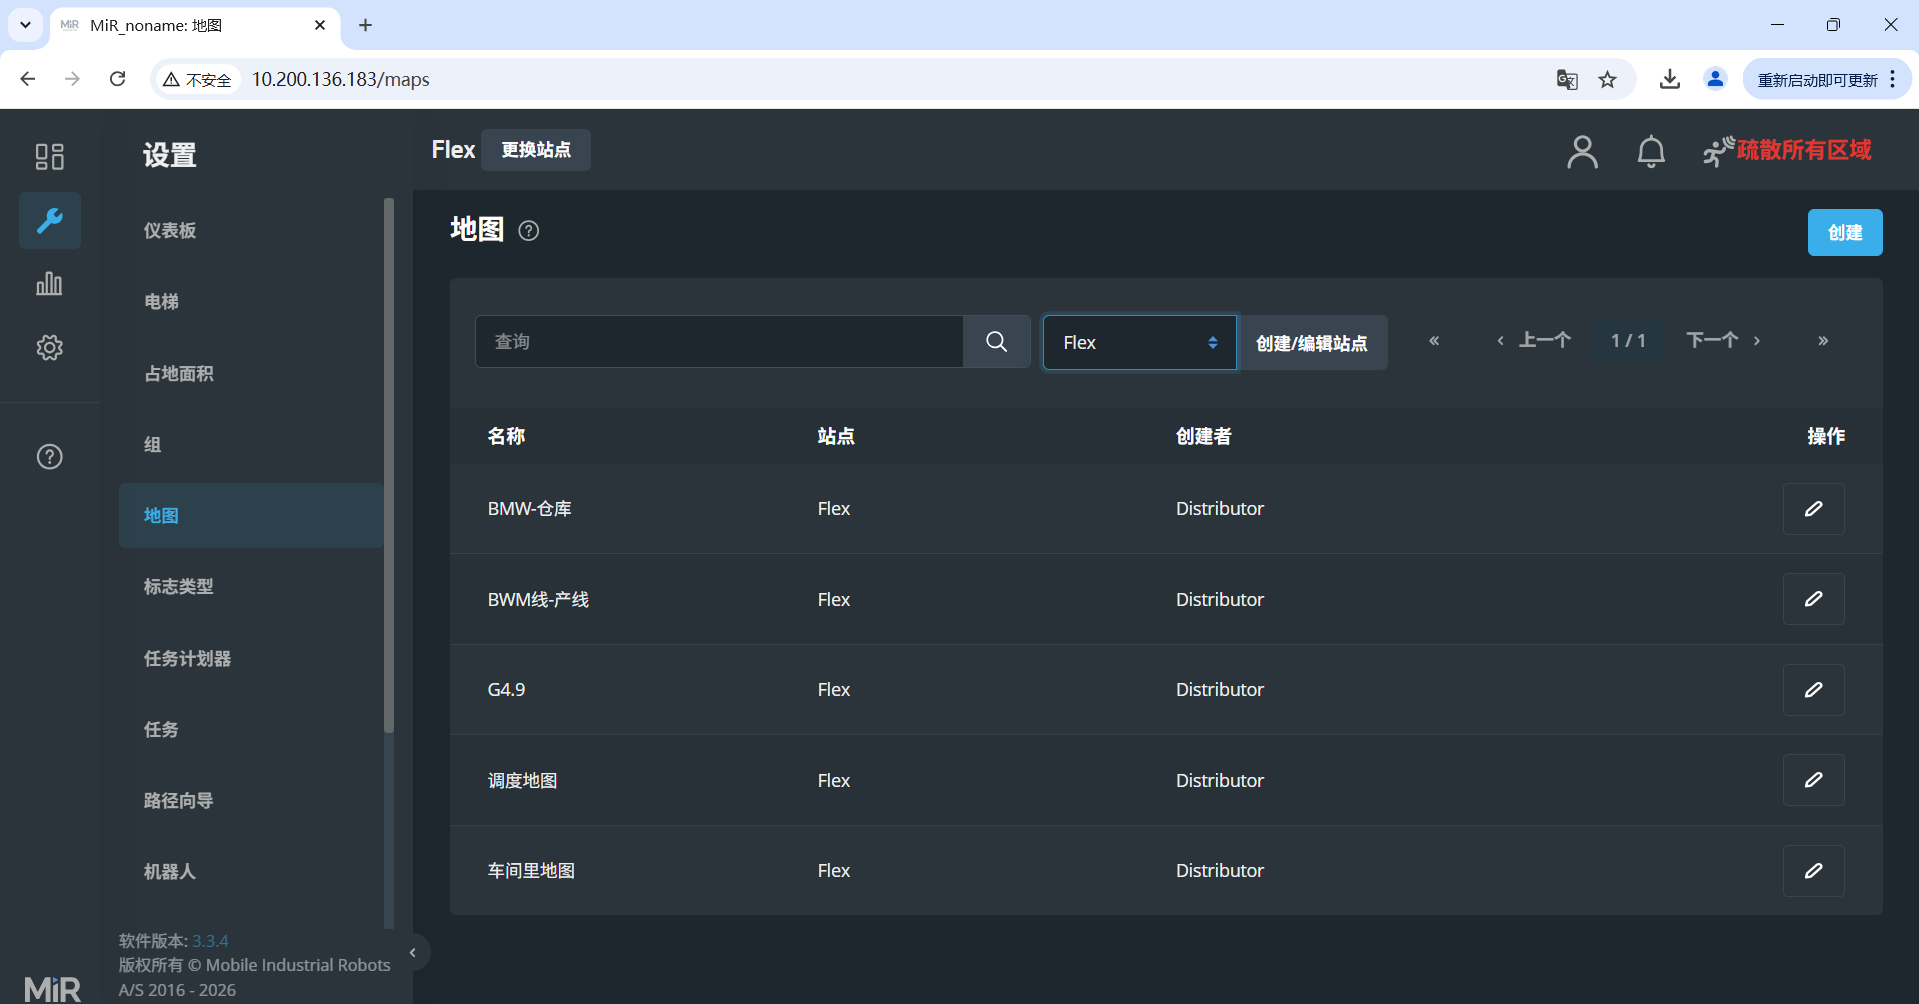 MiR MiR_noname: 地图
不安全 10.200.136.183/maps
重新启动即可更新
设置
Flex 更换站点
疏散所有区域
仪表板
电梯
占地面积
组
地图
标志类型
任务计划器
任务
路径向导
机器人
软件版本: 3.3.4
版权所有 © Mobile Industrial Robots
A/S 2016 - 2026
MiR
地图
创建
查询 Flex 创建/编辑站点 « ‹ 上一个 1 / 1 下一个 › »
名称 站点 创建者 操作
BMW-仓库 Flex Distributor
BWM线-产线 Flex Distributor
G4.9 Flex Distributor
调度地图 Flex Distributor
车间里地图 Flex Distributor